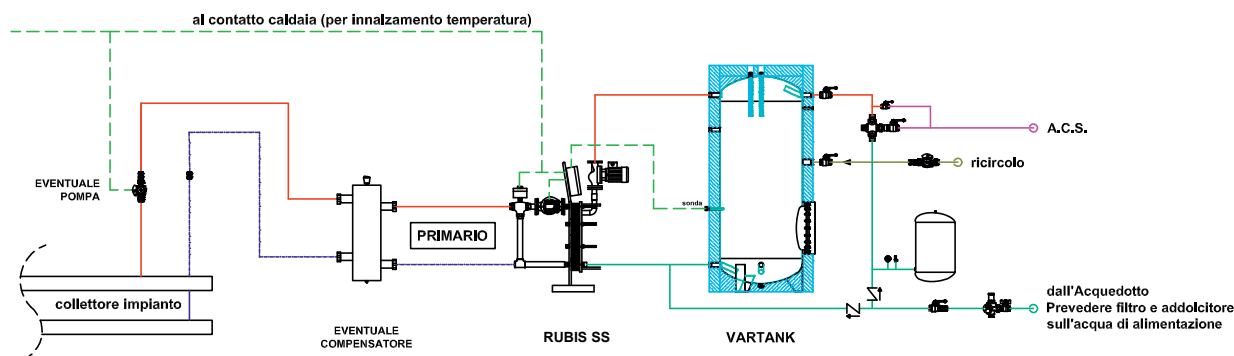 al contatto caldaia (per innalzamento temperatura)
A.C.S.
ricircolo
EVENTUALE
POMPA
sonda
PRIMARIO
collettore impianto
EVENTUALE
COMPENSATORE
RUBIS SS
VARTANK
dall'Acquedotto
Prevedere filtro e addolcitore
sull'acqua di alimentazione